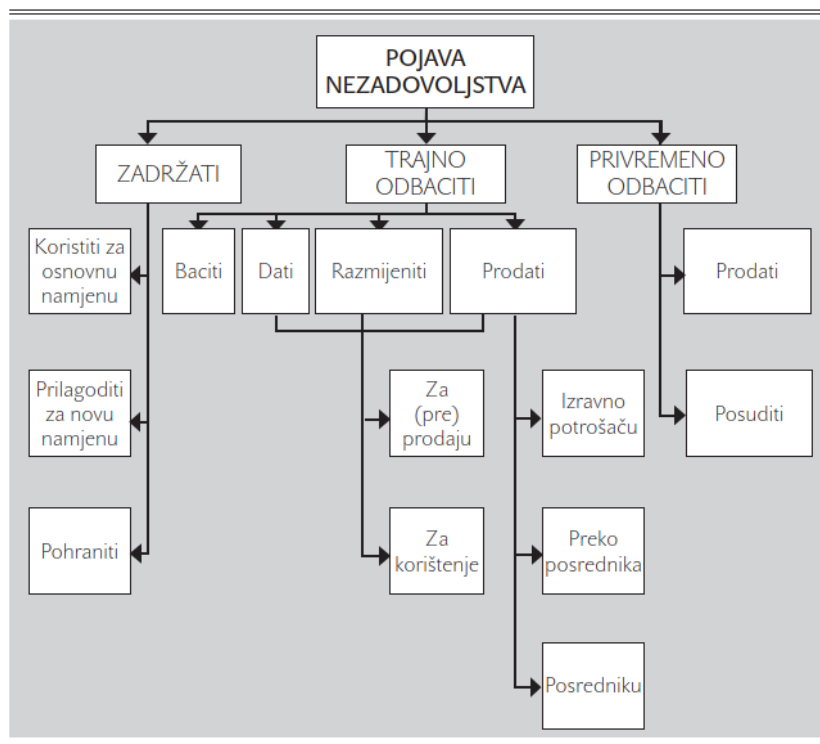 POJAVA
NEZADOVOLJSTVA
ZADRŽATI
TRAJNO
ODBACITI
PRIVREMENO
ODBACITI
Koristiti za
osnovnu
namjenu
Baciti
Dati
Razmijeniti
Prodati
Prodati
Prilagoditi
za novu
namjenu
Za
(pre)
prodaju
Izravno
potrošaču
Posuditi
Pohraniti
Za
korištenje
Preko
posrednika
Posredniku